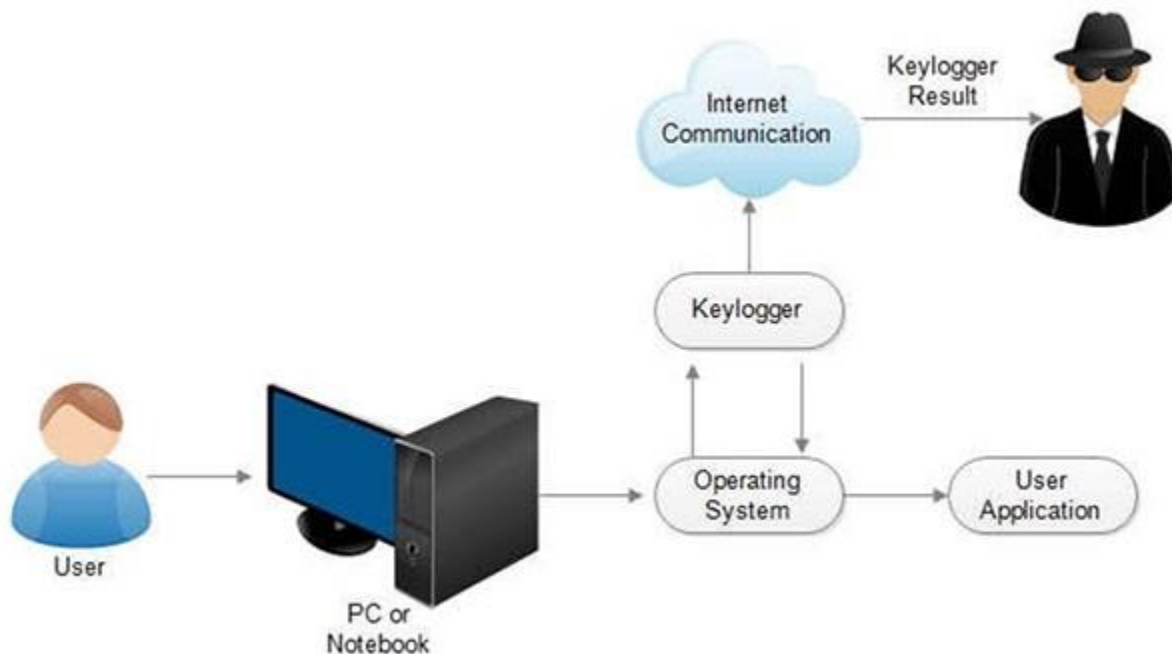 Internet
Communication
Keylogger
Result
Keylogger
Operating
System
User
Application
User
PC or
Notebook